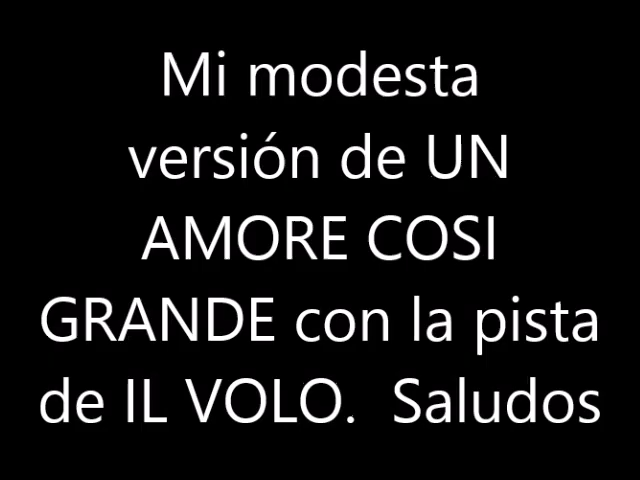 Mi modesta
versión de UN
AMORE COSI
GRANDE con la pista
de IL VOLO.  Saludos